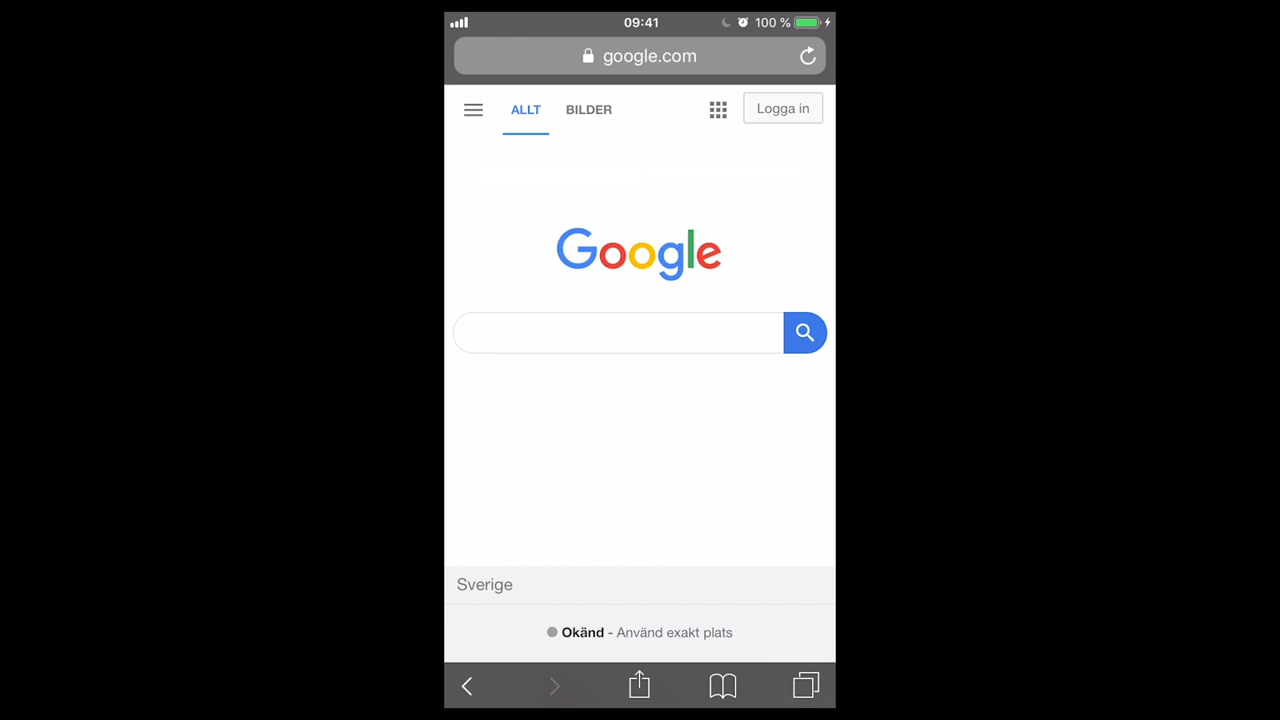 09:41
100 %
google.com
ALLT BILDER
Logga in
Google
Sverige
Okänd - Använd exakt plats